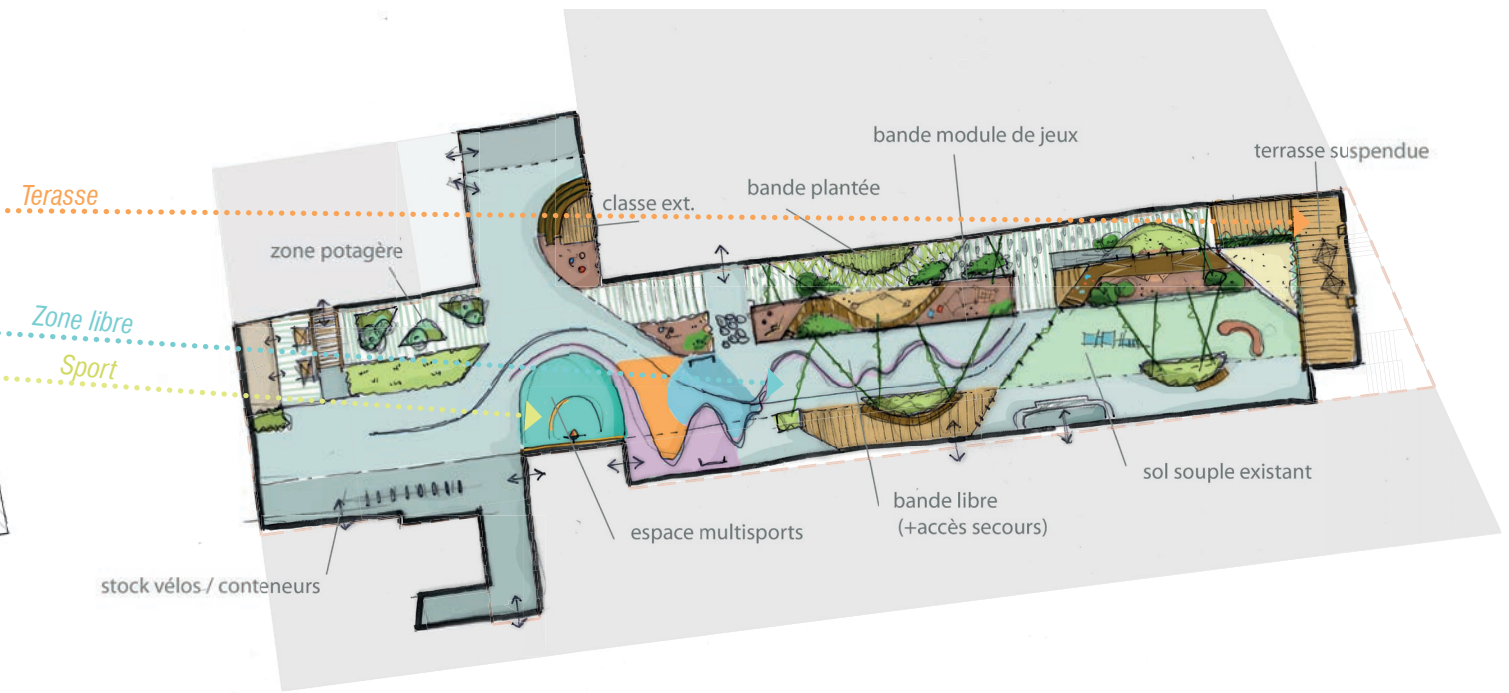 bande module de jeux
terrasse suspendue
Terasse
bande plantée
classe ext.
zone potagère
Zone libre
Sport
sol souple existant
bande libre
(+accès secours)
espace multisports
stock vélos / conteneurs